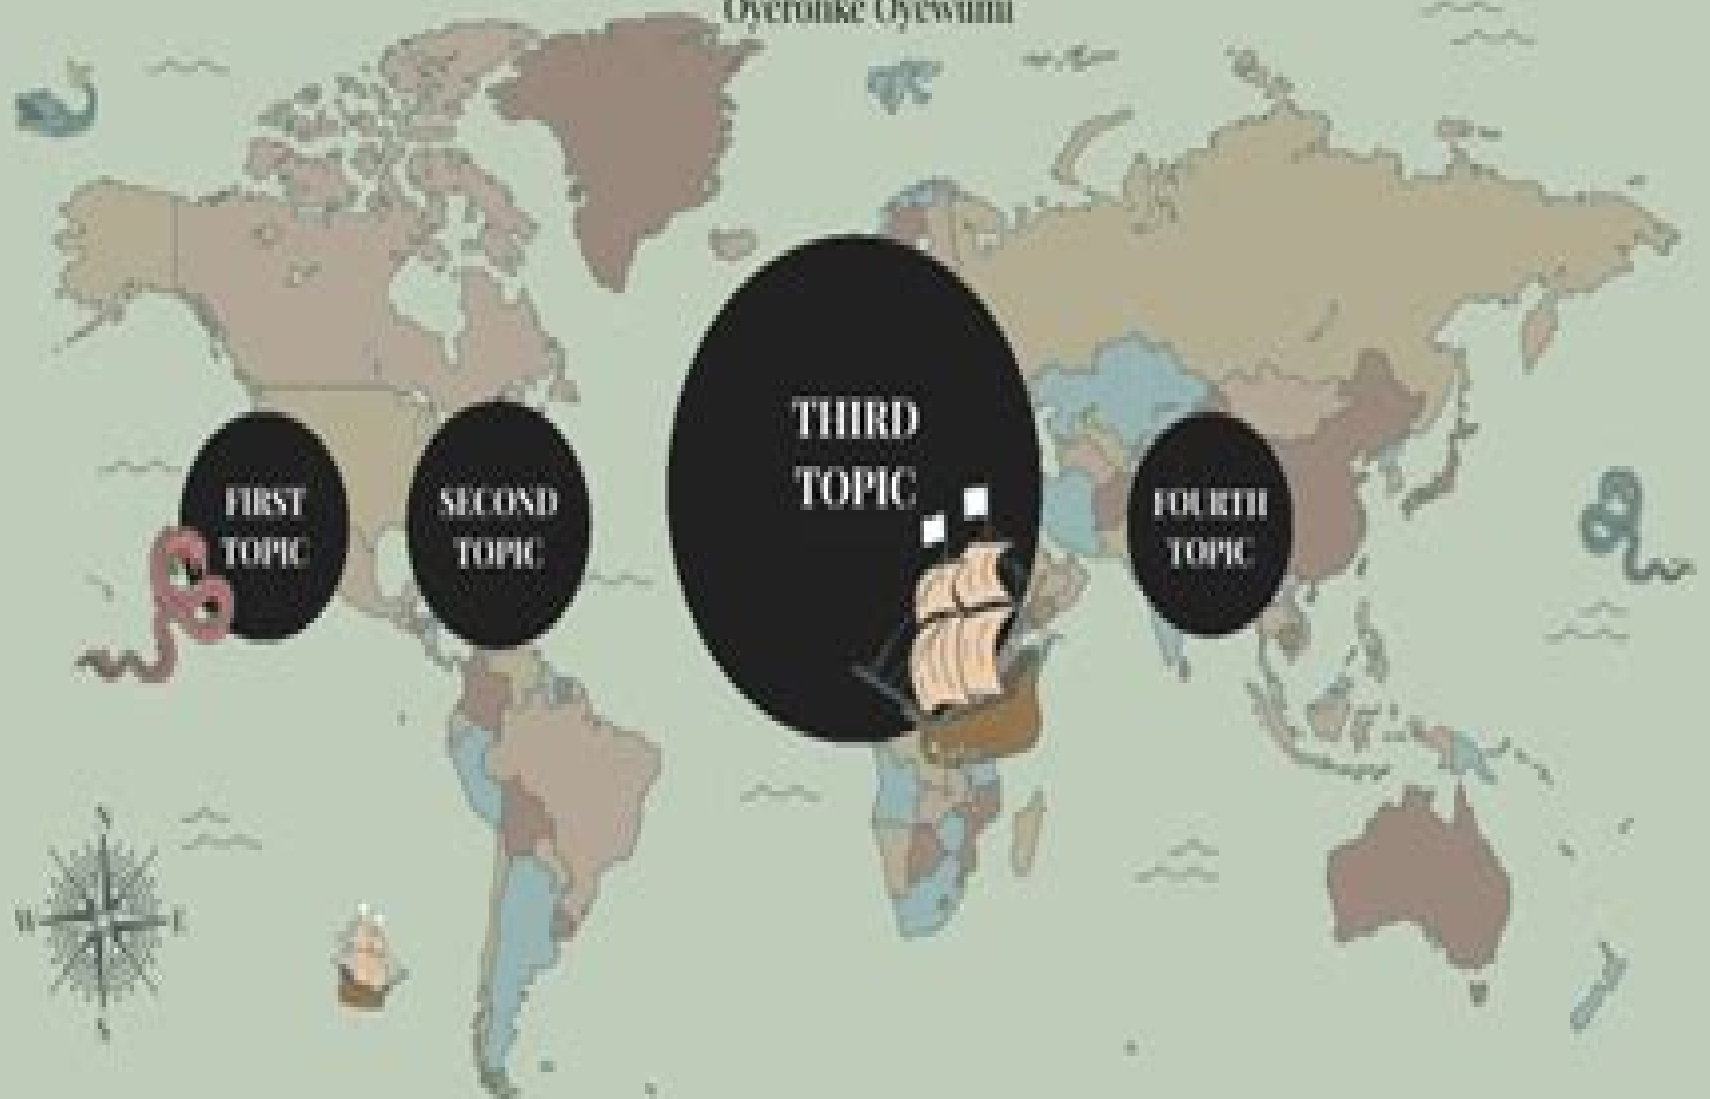 Oyeronke Oyewumi
THIRD
TOPIC
FIRST
TOPIC
SECOND
TOPIC
FOURTH
TOPIC
N
W
E
S